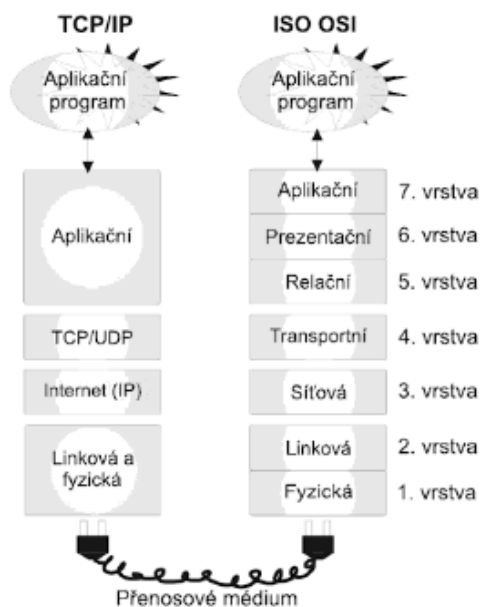 TCP/IP
Aplikační
program
Aplikační
TCP/UDP
Internet (IP)
Linková a
fyzická
ISO OSI
Aplikační
program
Aplikační
7. vrstva
Prezentační
6. vrstva
Relační
5. vrstva
Transportní
4. vrstva
Síťová
3. vrstva
Linková
2. vrstva
Fyzická
1. vrstva
Přenosové médium